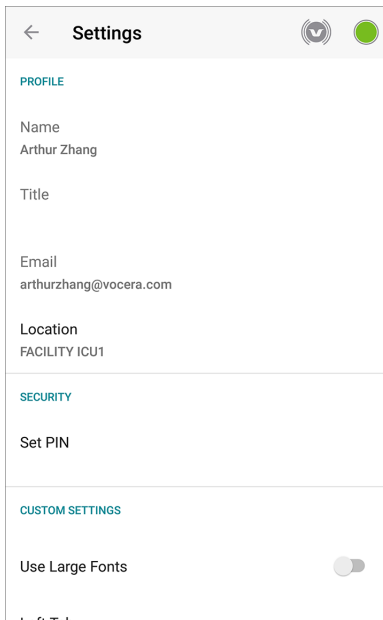 Settings
PROFILE
Name
Arthur Zhang
Title
Email
arthurzhang@vocera.com
Location
FACILITY ICU1
SECURITY
Set PIN
CUSTOM SETTINGS
Use Large Fonts